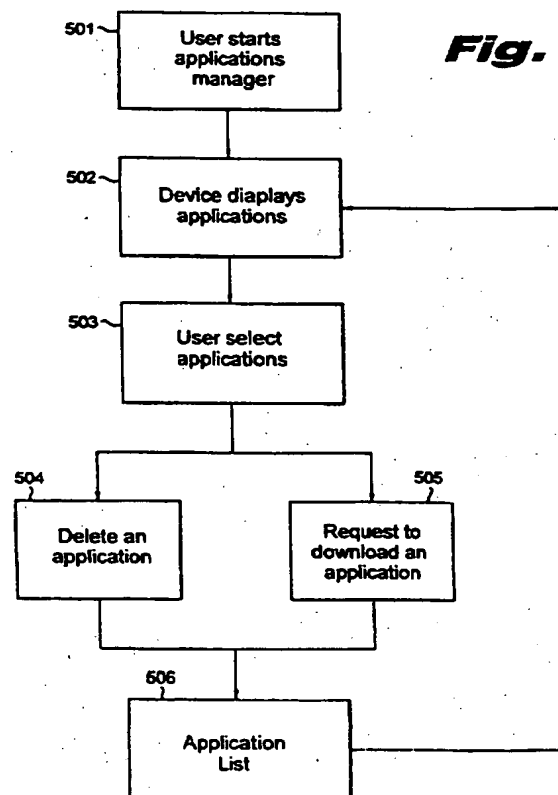 501
User starts
applications
manager
Fig.
502
Device diaplays
applications
503
User select
applications
504
Delete an
application
505
Request to
download an
application
506
Application
List